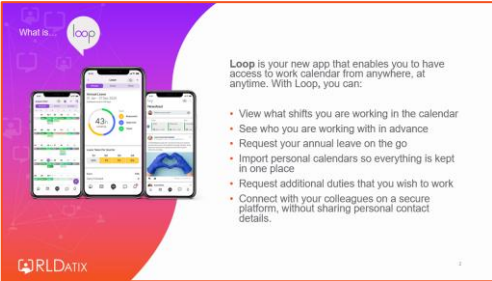 What is...
loop
Loop is your new app that enables you to have
access to work calendar from anywhere, at
anytime. With Loop, you can:
• View what shifts you are working in the calendar
• See who you are working with in advance
• Request your annual leave on the go
• Import personal calendars so everything is kept
in one place
• Request additional duties that you wish to work
• Connect with your colleagues on a secure
platform, without sharing personal contact
details.
43h
RLDATIX
2